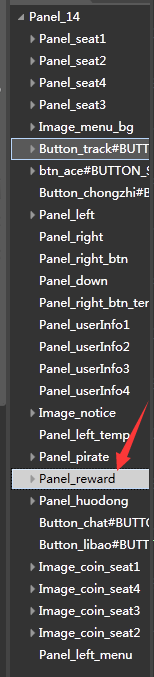 Panel_14
Panel_seat1
Panel_seat2
Panel_seat4
Panel_seat3
Image_menu_bg
Button_track#BUTT
btn_ace#BUTTON_S
Button_chongzhi#B
Panel_left
Panel_right
Panel_right_btn
Panel_down
Panel_right_btn_ter
Panel_userInfo1
Panel_userInfo2
Panel_userInfo3
Panel_userInfo4
Image_notice
Panel_left_temp
Panel_pirate
Panel_reward
Panel_huodong
Button_chat#BUTT
Button_libao#BUTT
Image_coin_seat1
Image_coin_seat4
Image_coin_seat3
Image_coin_seat2
Panel_left_menu